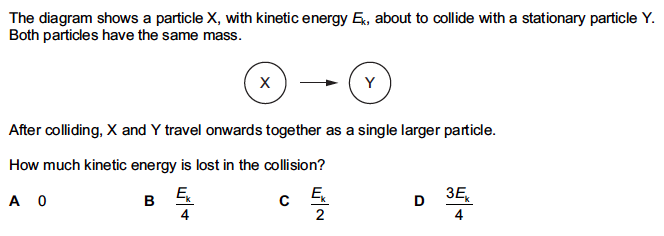 The diagram shows a particle X, with kinetic energy Eₖ, about to collide with a stationary particle Y.
Both particles have the same mass.
X Y
After colliding, X and Y travel onwards together as a single larger particle.
How much kinetic energy is lost in the collision?
A 0 B Eₖ/4 C Eₖ/2 D 3Eₖ/4